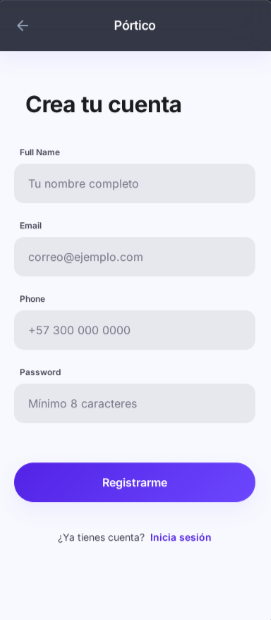 Pórtico
Crea tu cuenta
Full Name
Tu nombre completo
Email
correo@ejemplo.com
Phone
+57 300 000 0000
Password
Mínimo 8 caracteres
Registrarme
¿Ya tienes cuenta? Inicia sesión